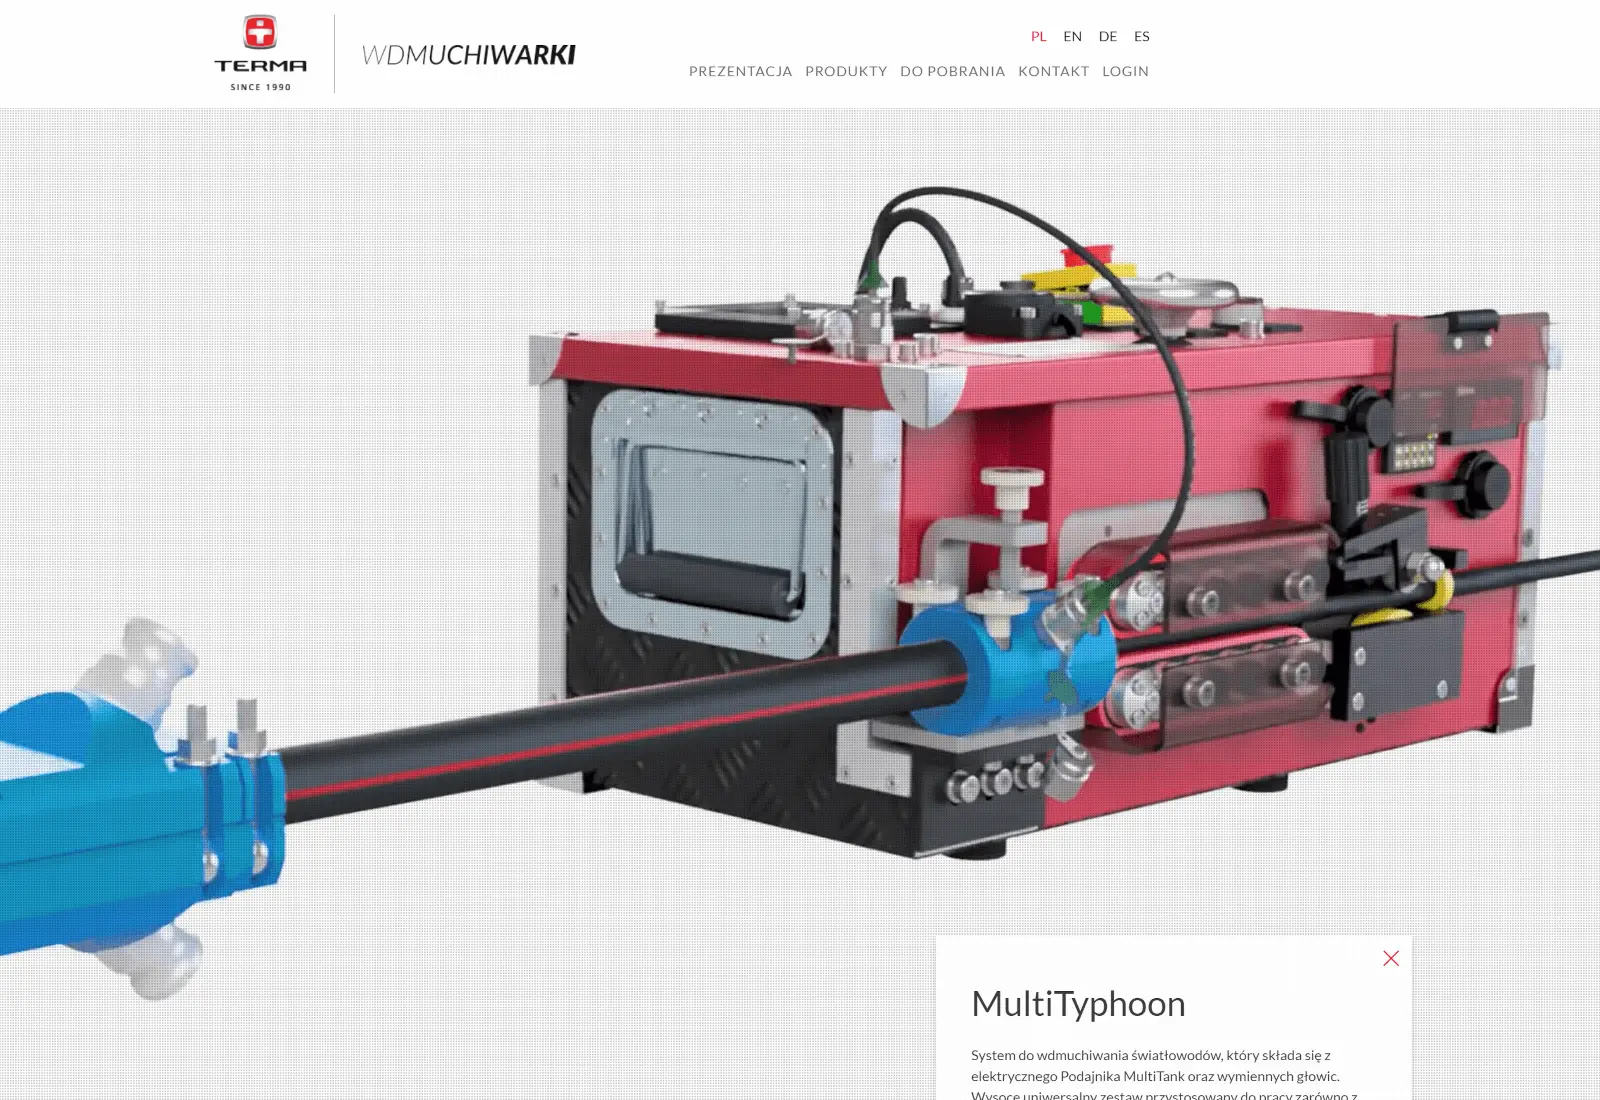 TERMA
SINCE 1990
WDMUCHIWARKI
PL EN DE ES
PREZENTACJA PRODUKTY DO POBRANIA KONTAKT LOGIN
MultiTyphoon
System do wdmuchiwania światłowodów, który składa się z
elektrycznego Podajnika MultiTank oraz wymiennych głowic.
Wysoce uniwersalny zestaw przystosowany do pracy zarówno z